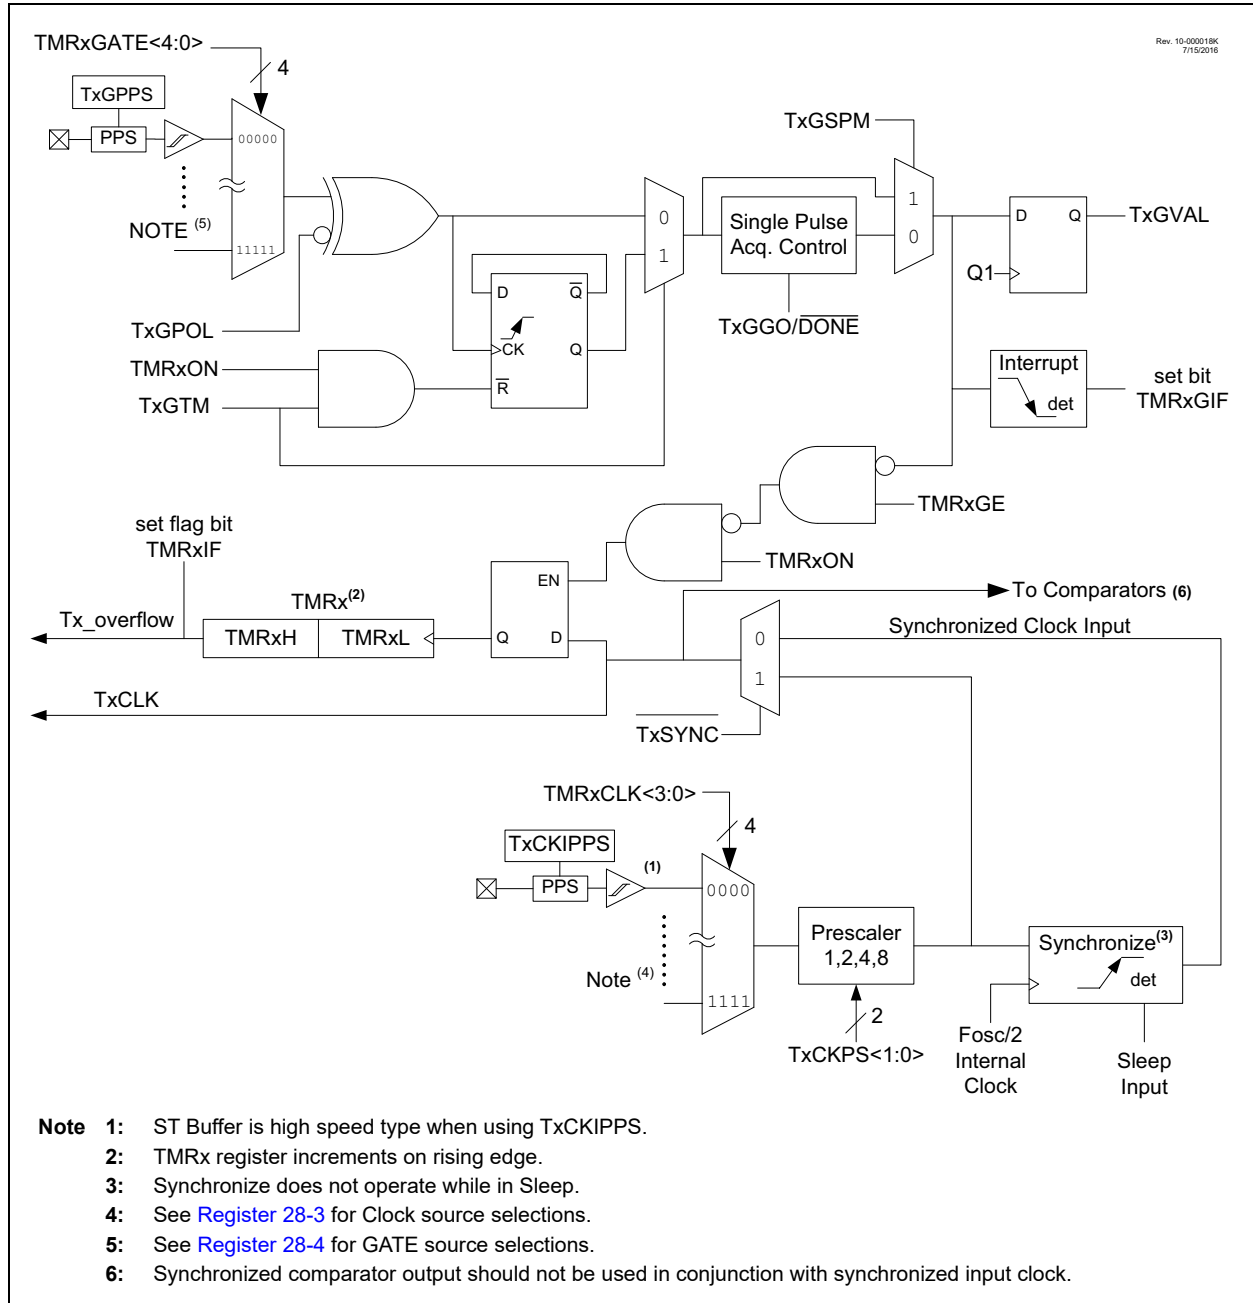 TMRxGATE<4:0>
Rev. 10-000018K
7/15/2016
4
TxGPPS
PPS
00000
NOTE (5)
11111
TxGPOL
TMRxON
TxGTM
D
Q
CK
Q
R
0
1
TxGSPM
Single Pulse
Acq. Control
TxGGO/DONE
1
0
D
Q
Q1
TxGVAL
Interrupt
det
set bit
TMRxGIF
TMRxGE
TMRxON
set flag bit
TMRxIF
Tx_overflow
TMRx(2)
TMRxH
TMRxL
EN
Q
D
TxCLK
To Comparators (6)
Synchronized Clock Input
0
1
TxSYNC
TMRxCLK<3:0>
4
TxCKIPPS
PPS
(1)
0000
Note (4)
1111
Prescaler
1,2,4,8
2
TxCKPS<1:0>
Synchronize(3)
det
Fosc/2
Internal
Clock
Sleep
Input
Note 1: ST Buffer is high speed type when using TxCKIPPS.
2: TMRx register increments on rising edge.
3: Synchronize does not operate while in Sleep.
4: See Register 28-3 for Clock source selections.
5: See Register 28-4 for GATE source selections.
6: Synchronized comparator output should not be used in conjunction with synchronized input clock.